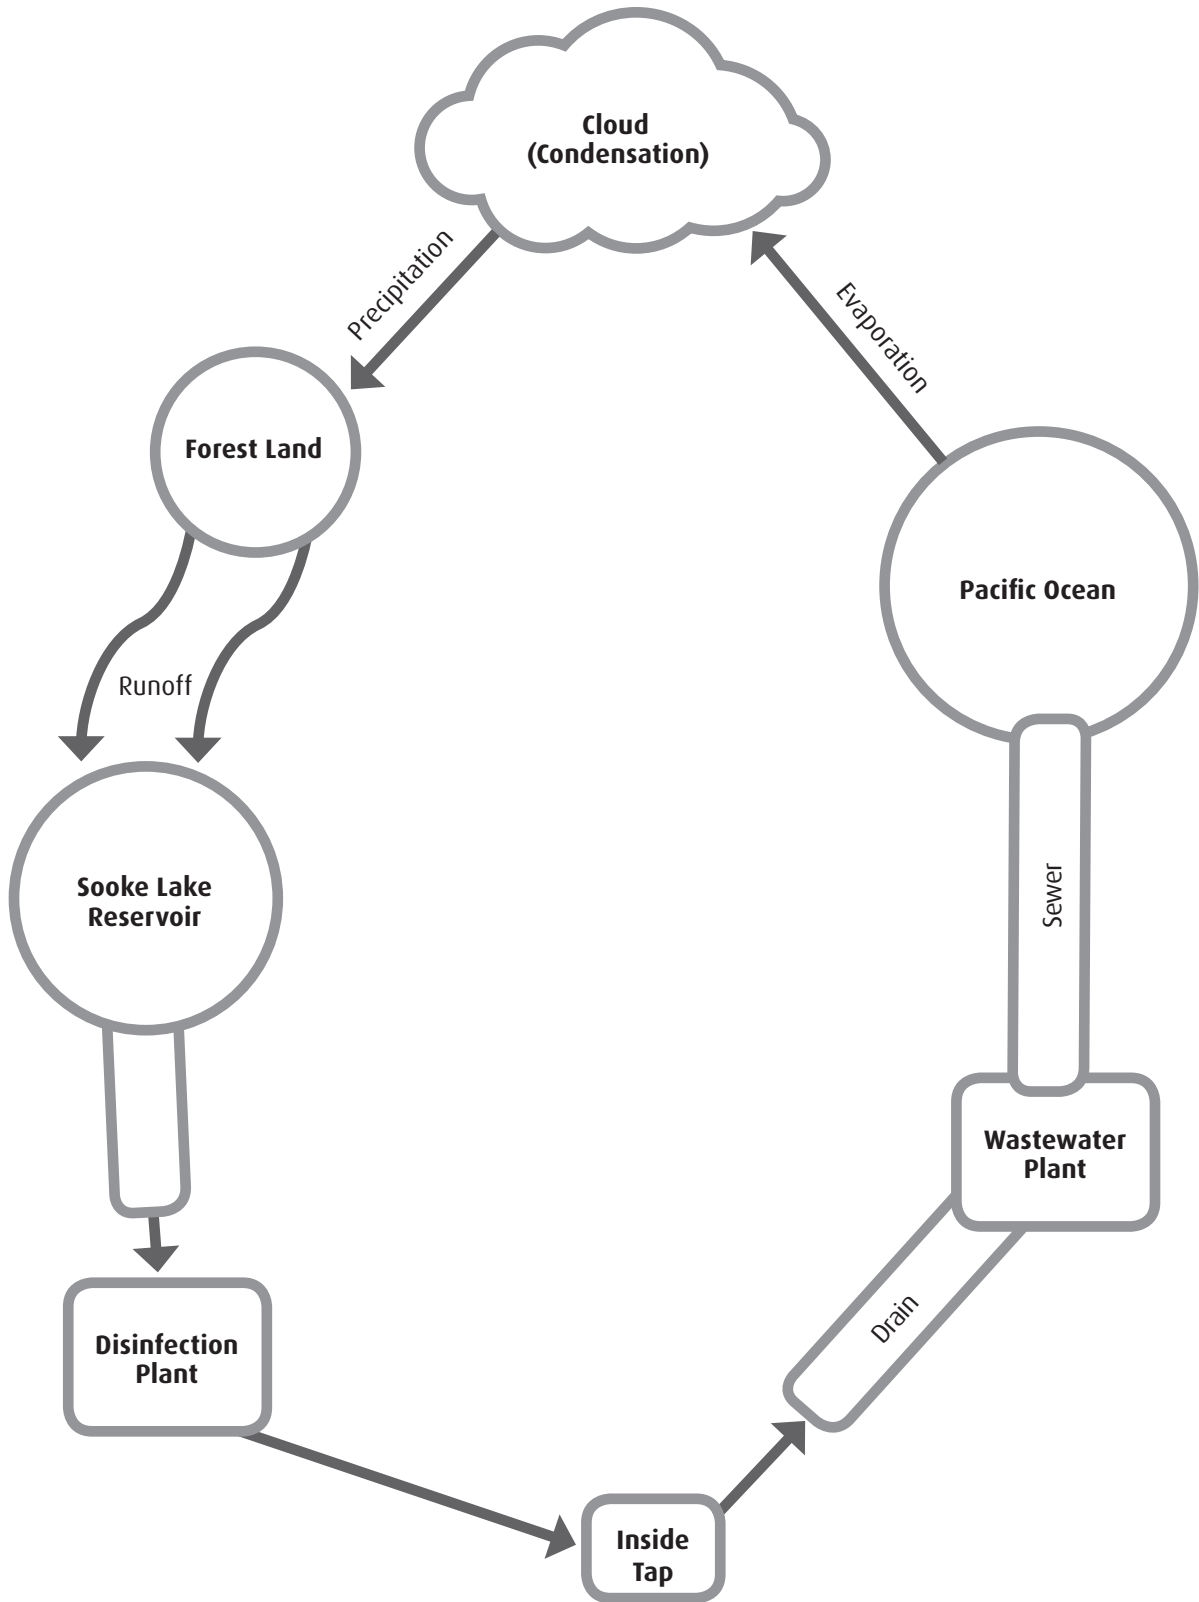 Cloud
(Condensation)
Precipitation
Evaporation
Forest Land
Pacific Ocean
Runoff
Sooke Lake
Reservoir
Sewer
Wastewater
Plant
Drain
Disinfection
Plant
Inside
Tap